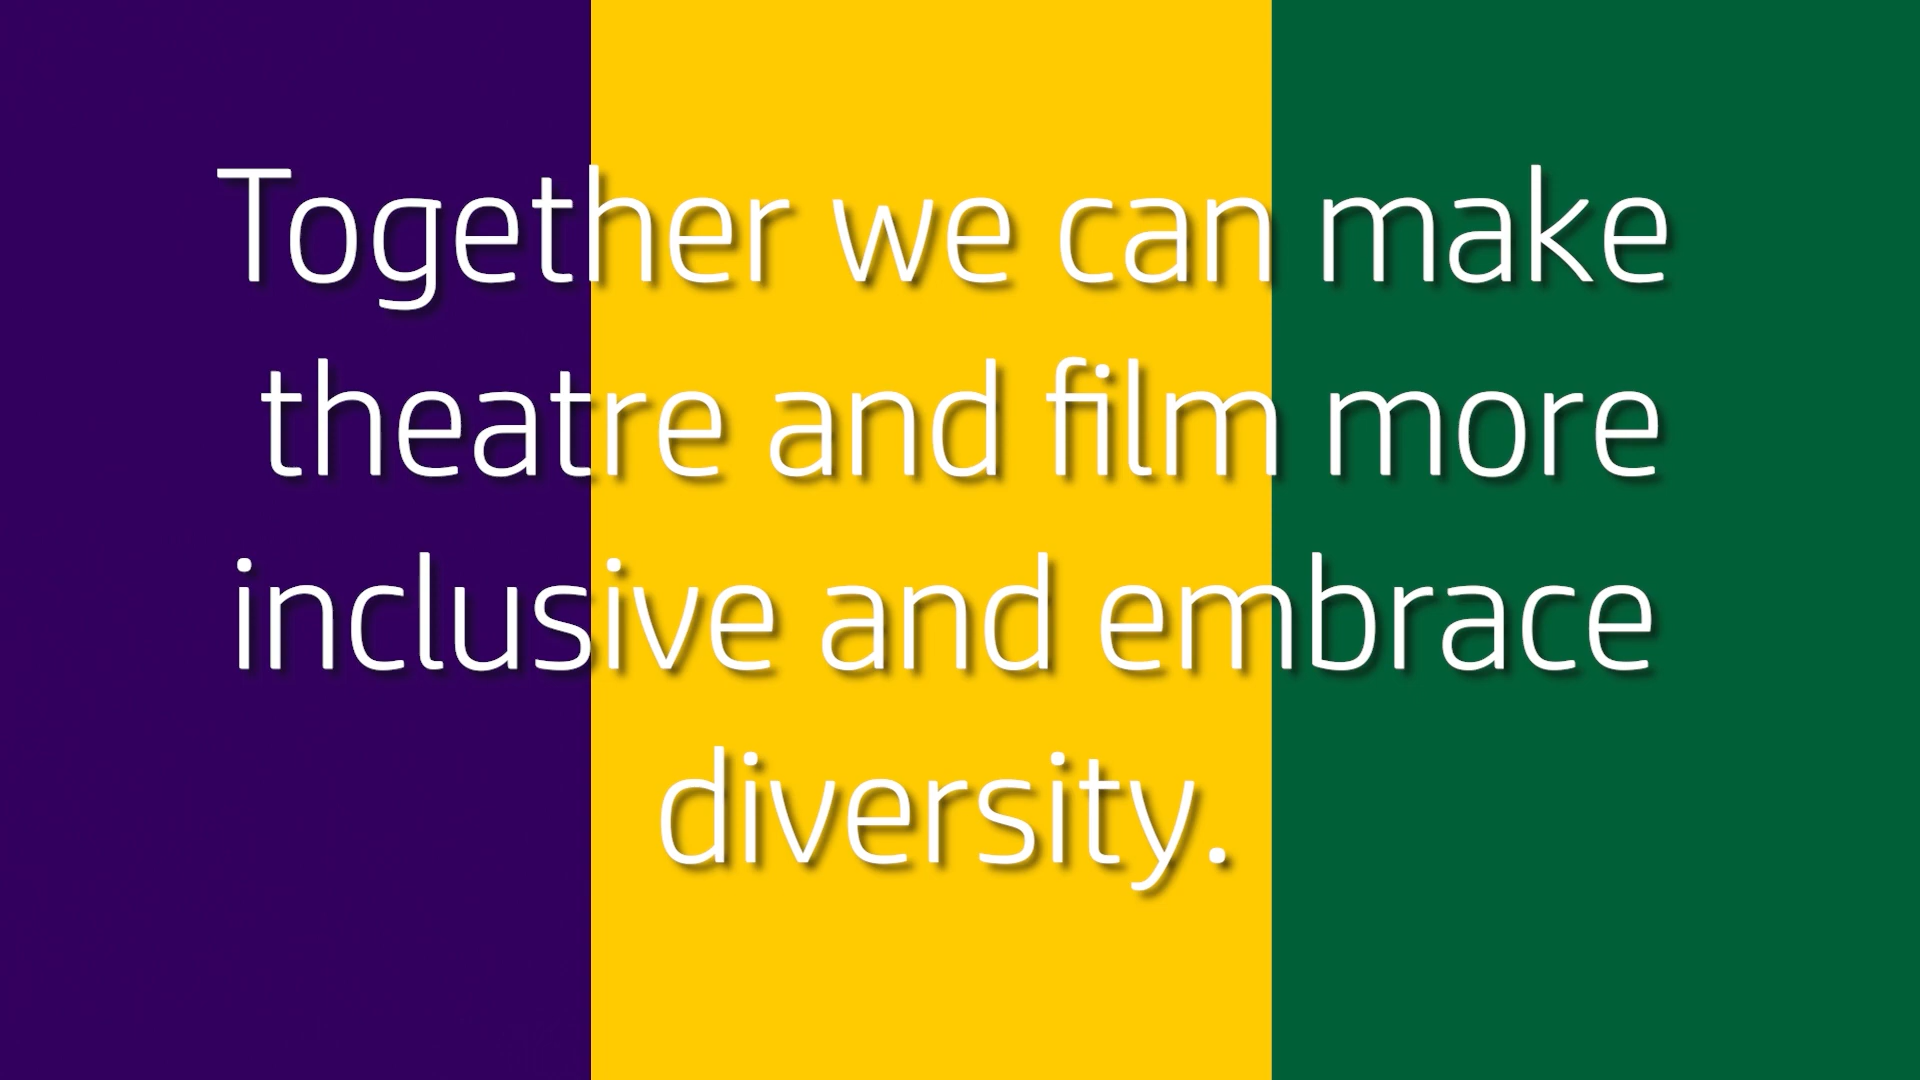 Together we can make
theatre and film more
inclusive and embrace
diversity.